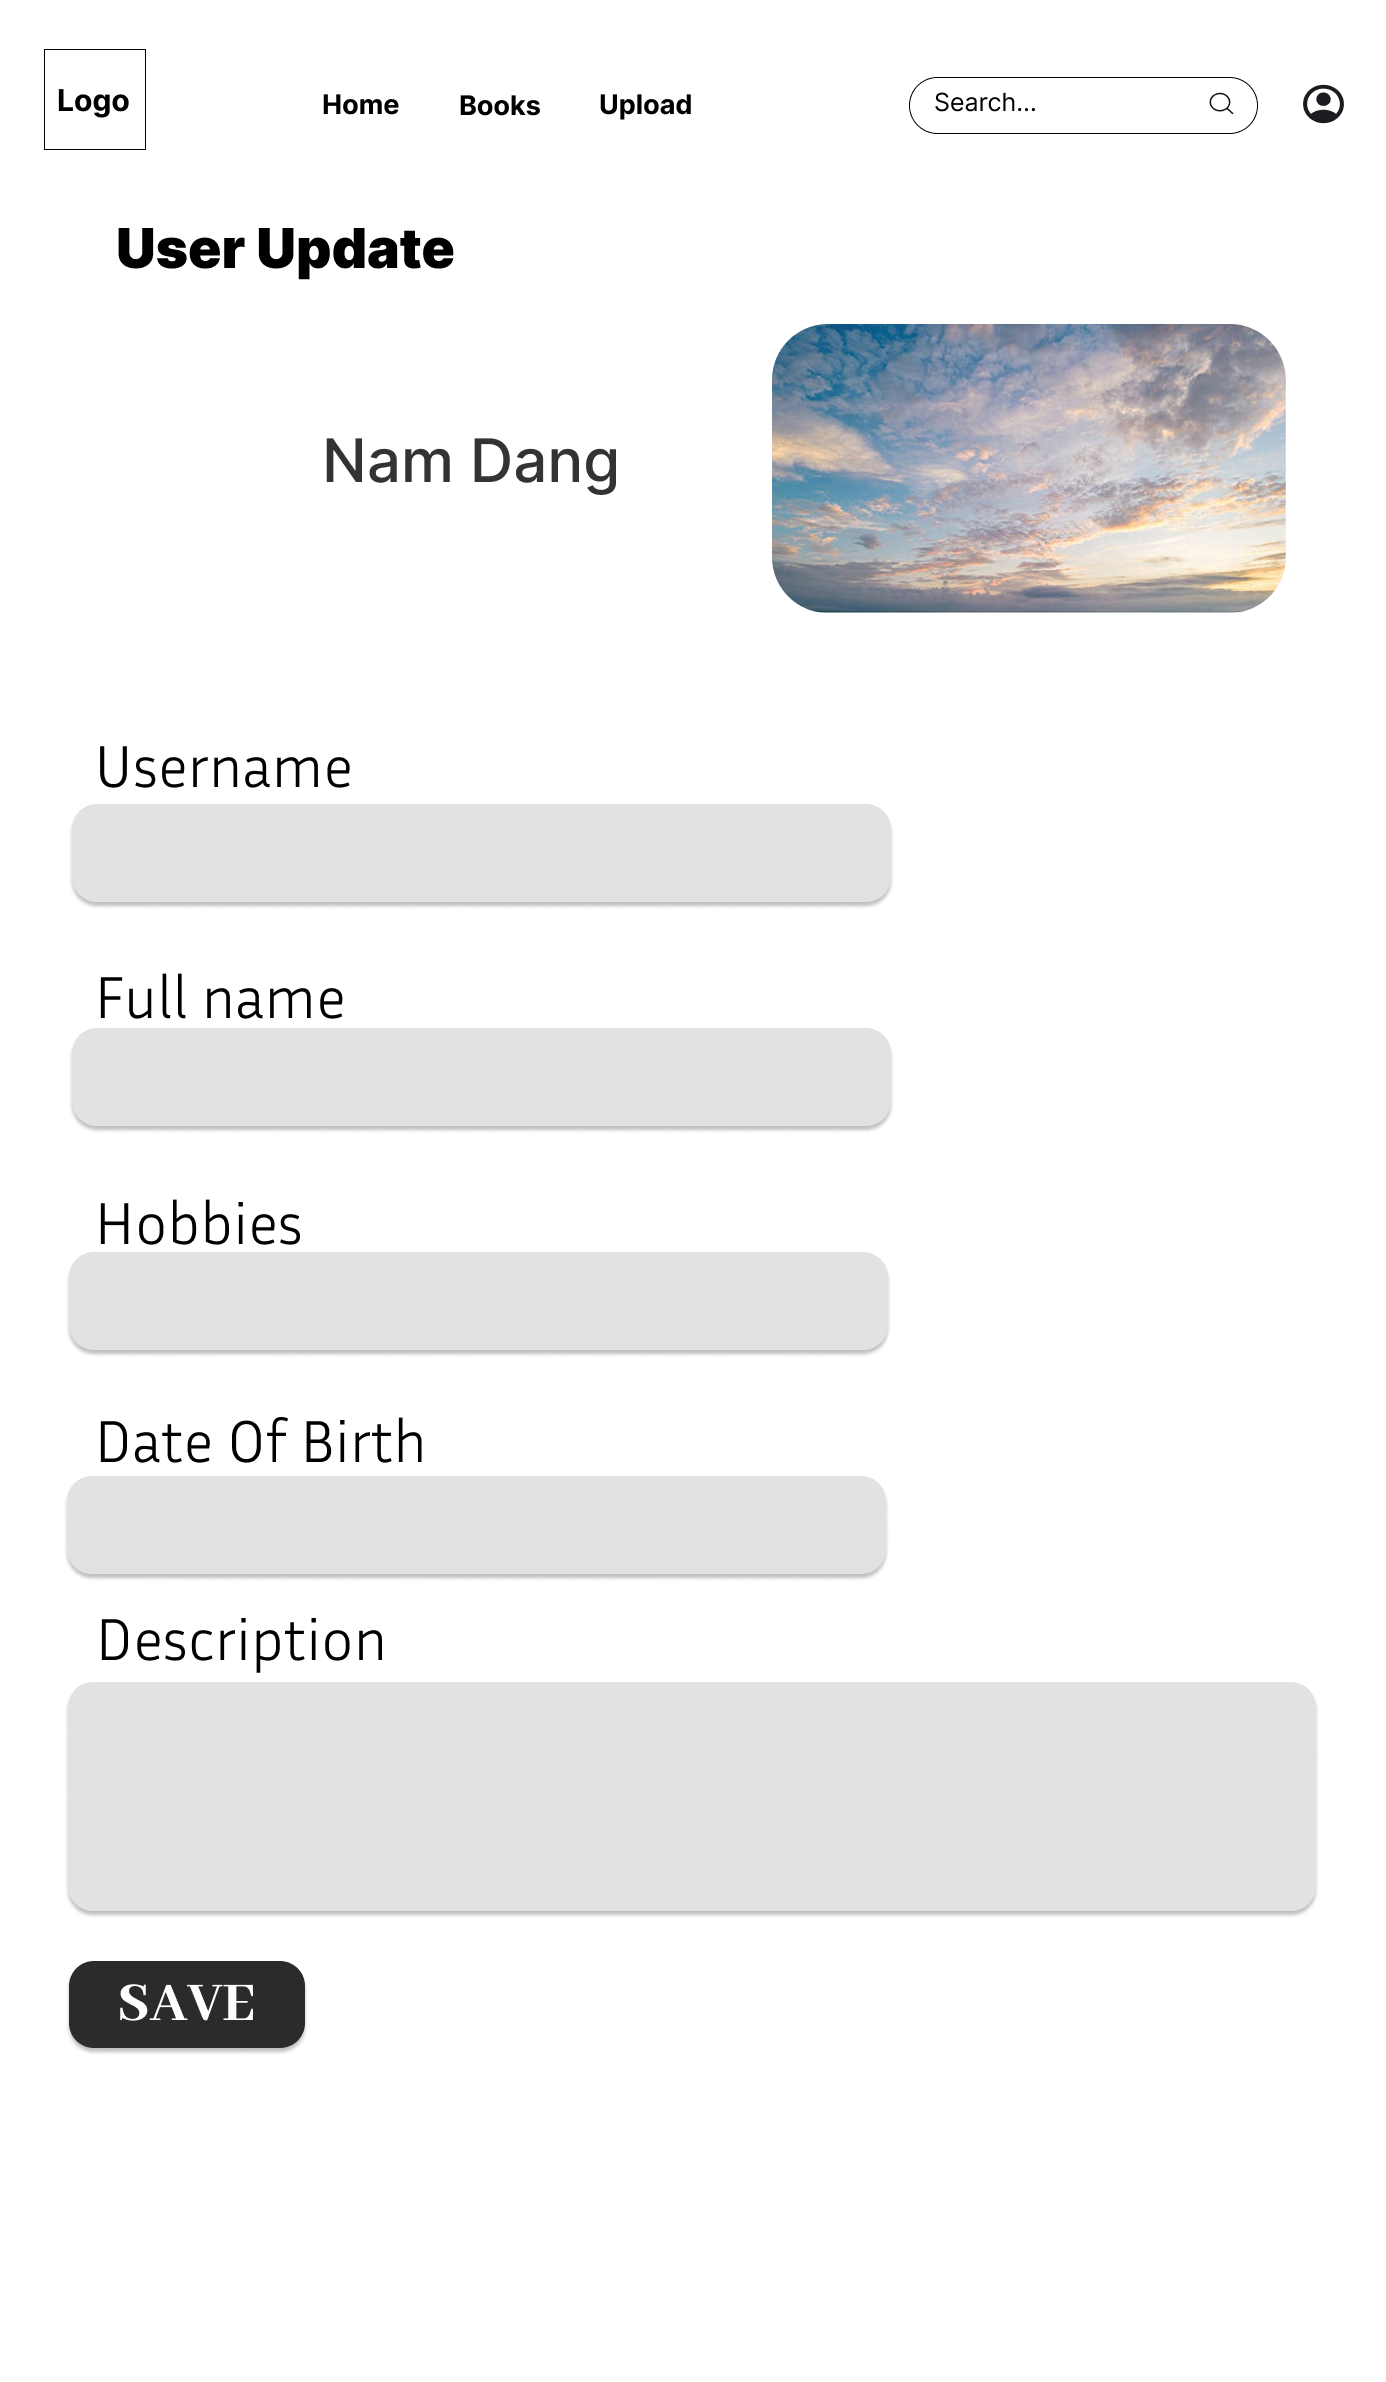 Logo
Home Books Upload Search...
User Update
Nam Dang
Username
Full name
Hobbies
Date Of Birth
Description
SAVE